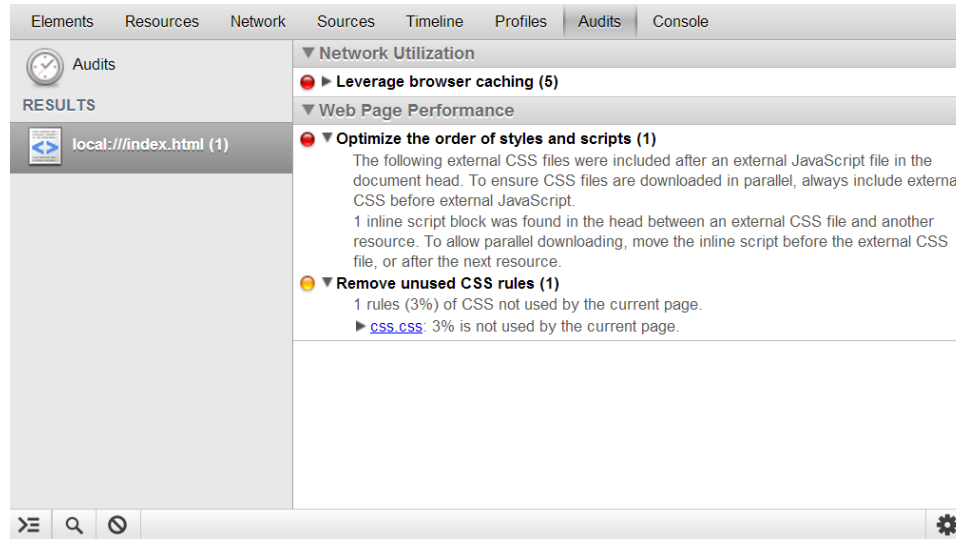 Elements Resources Network Sources Timeline Profiles Audits Console
Audits
RESULTS
local:///index.html (1)
Network Utilization
Leverage browser caching (5)
Web Page Performance
Optimize the order of styles and scripts (1)
The following external CSS files were included after an external JavaScript file in the
document head. To ensure CSS files are downloaded in parallel, always include externa
CSS before external JavaScript.
1 inline script block was found in the head between an external CSS file and another
resource. To allow parallel downloading, move the inline script before the external CSS
file, or after the next resource.
Remove unused CSS rules (1)
1 rules (3%) of CSS not used by the current page.
css.css: 3% is not used by the current page.